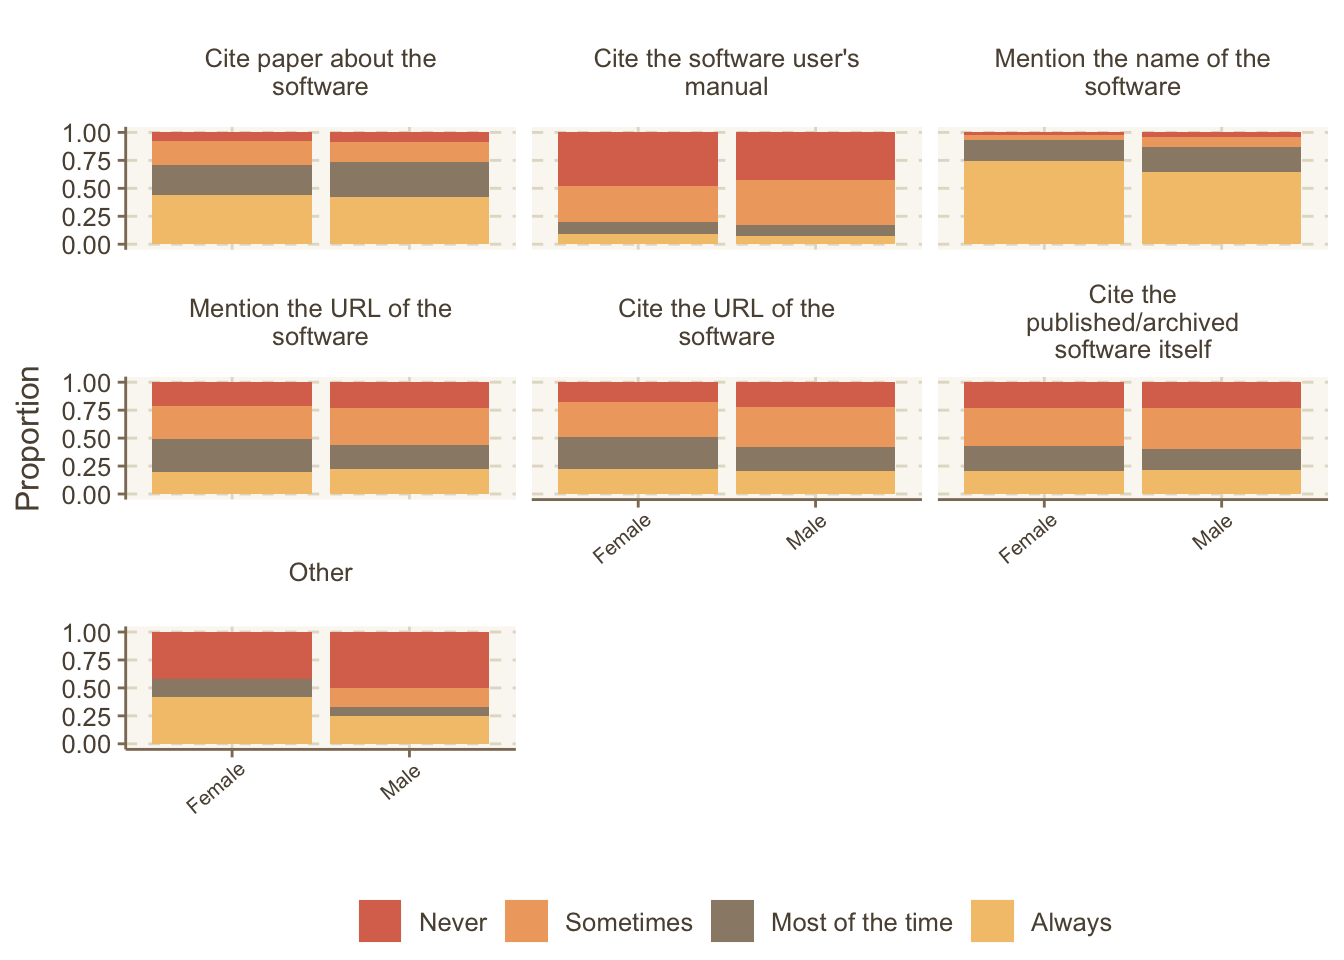 Cite paper about the
software
Cite the software user's
manual
Mention the name of the
software
1.00
0.75
0.50
0.25
0.00
Mention the URL of the
software
Cite the URL of the
software
Cite the
published/archived
software itself
Proportion
1.00
0.75
0.50
0.25
0.00
Female
Male
Female
Male
Other
1.00
0.75
0.50
0.25
0.00
Female
Male
Never
Sometimes
Most of the time
Always